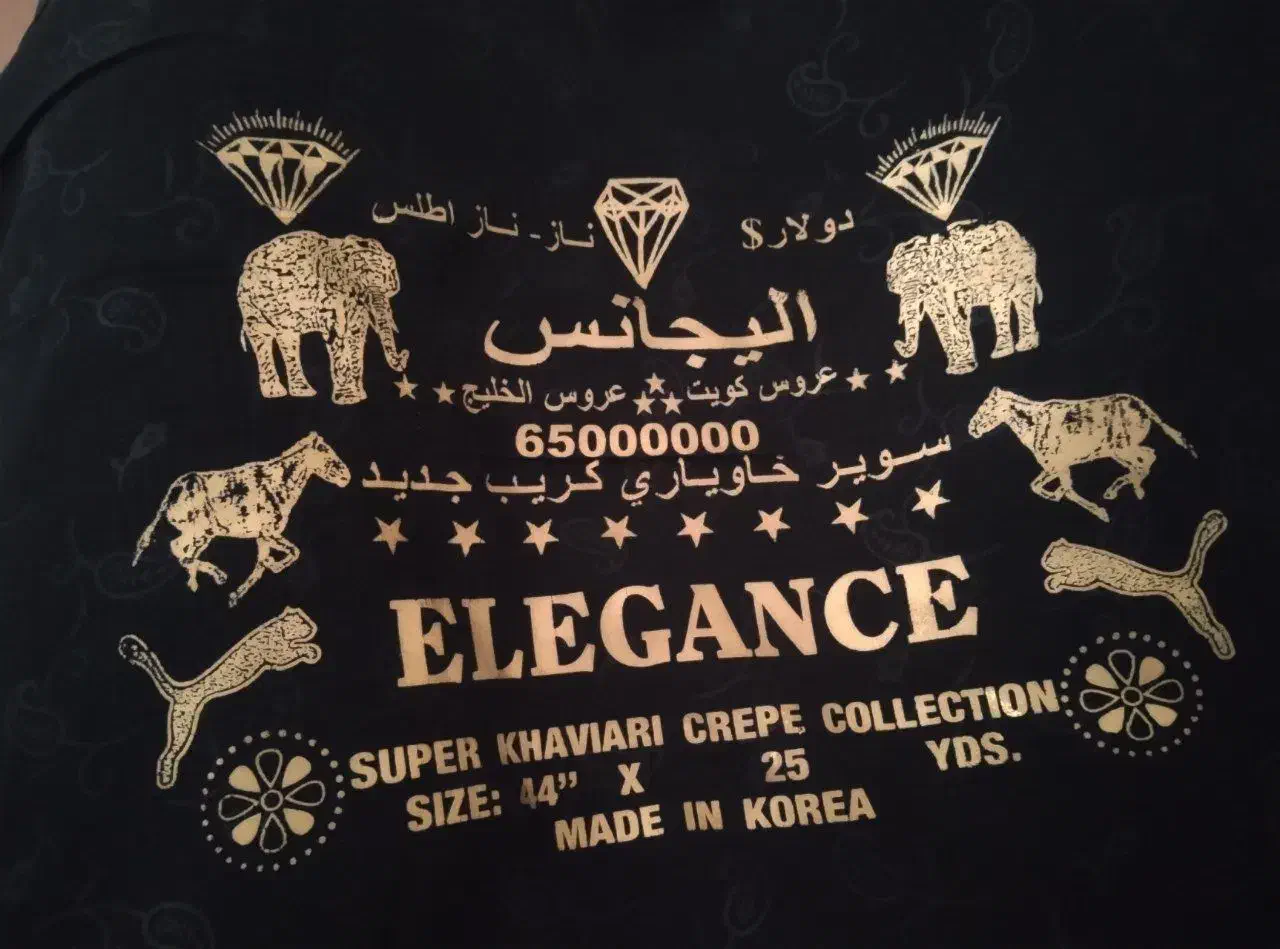 دولار$ ناز - ناز اطلس
اليجانس
عروس كويت عروس الخليج
65000000
سوير خاوياري كريب جديد
ELEGANCE
SUPER KHAVIARI CREPE COLLECTION
SIZE: 44” X 25 YDS.
MADE IN KOREA